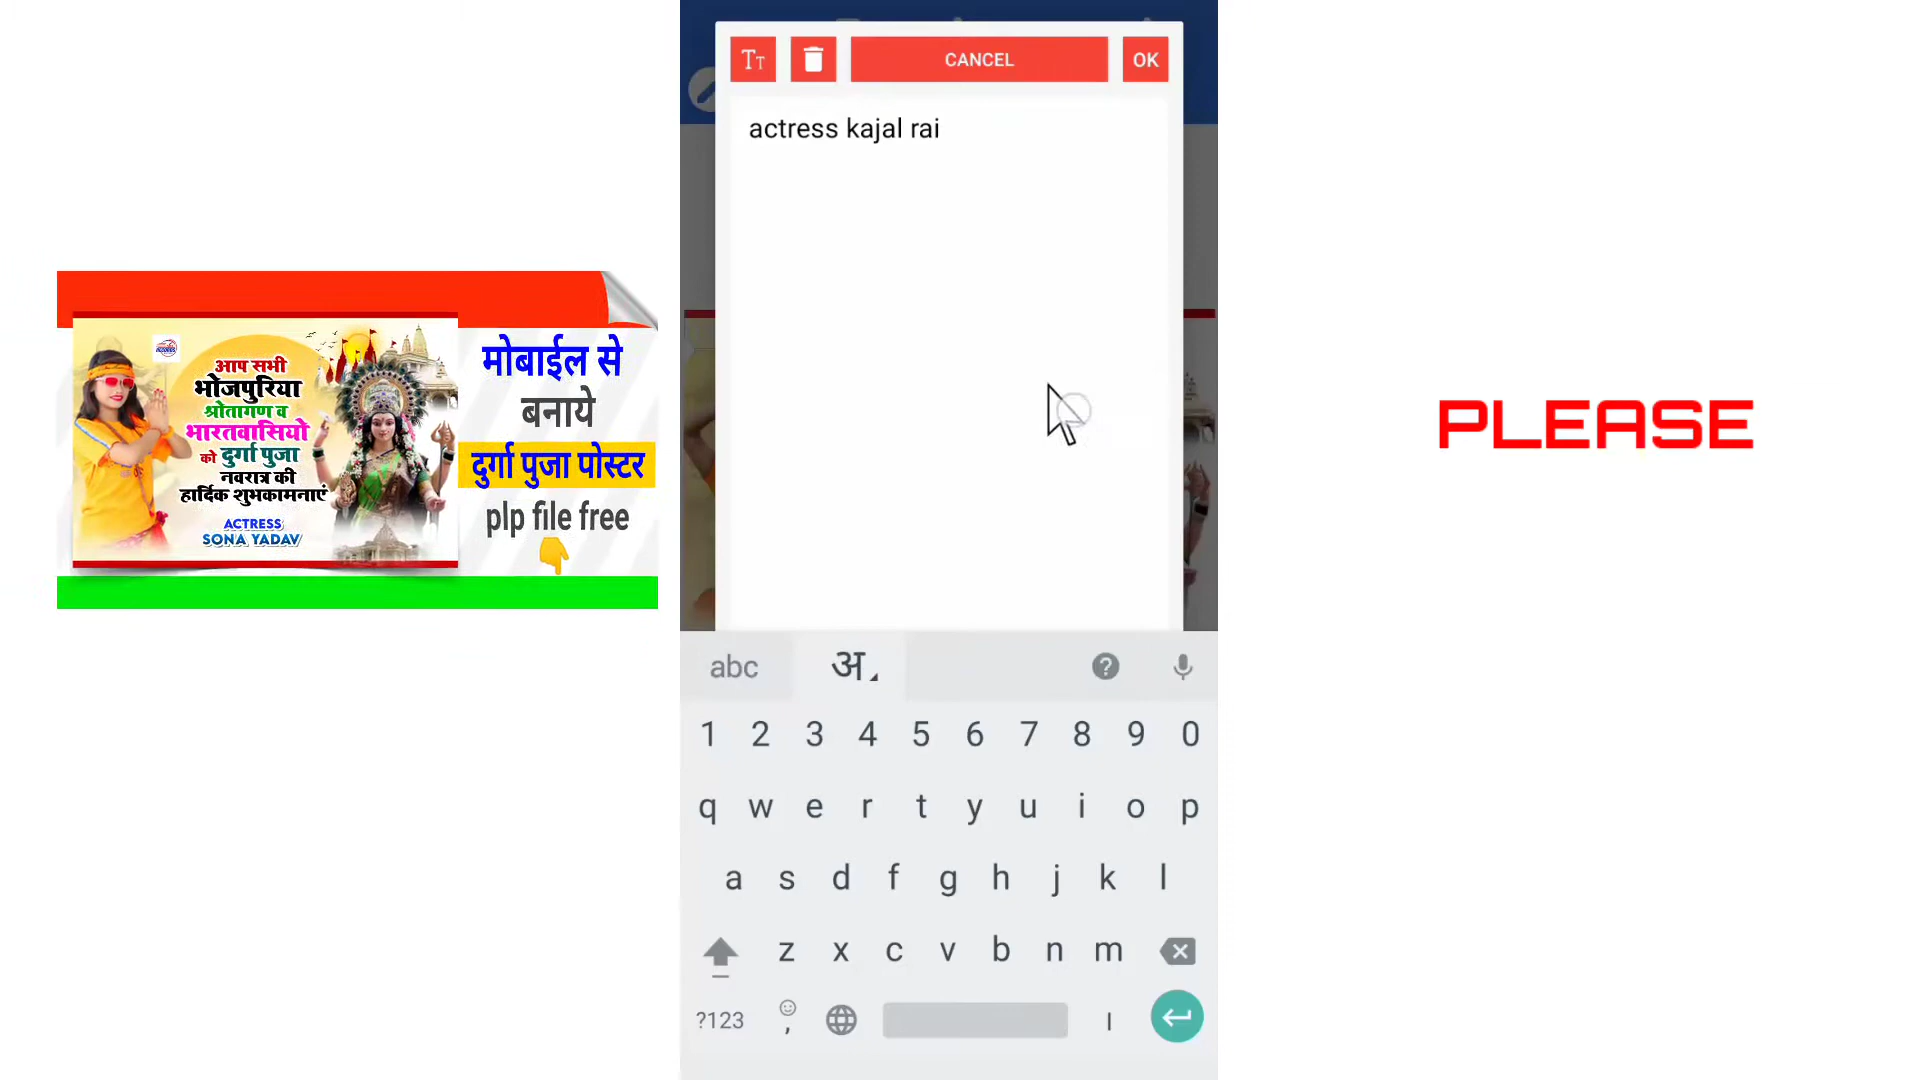 आप सभी
भोजपुरिया
श्रोतागण व
भारतवासियो
को दुर्गा पुजा
नवरात्र की
हार्दिक शुभकामनाएं
ACTRESS
SONA YADAV
मोबाईल से
बनाये
दुर्गा पुजा पोस्टर
plp file free
TT
CANCEL
OK
actress kajal rai
abc
अ
1 2 3 4 5 6 7 8 9 0
q w e r t y u i o p
a s d f g h j k l
z x c v b n m
?123 , ।
PLEASE